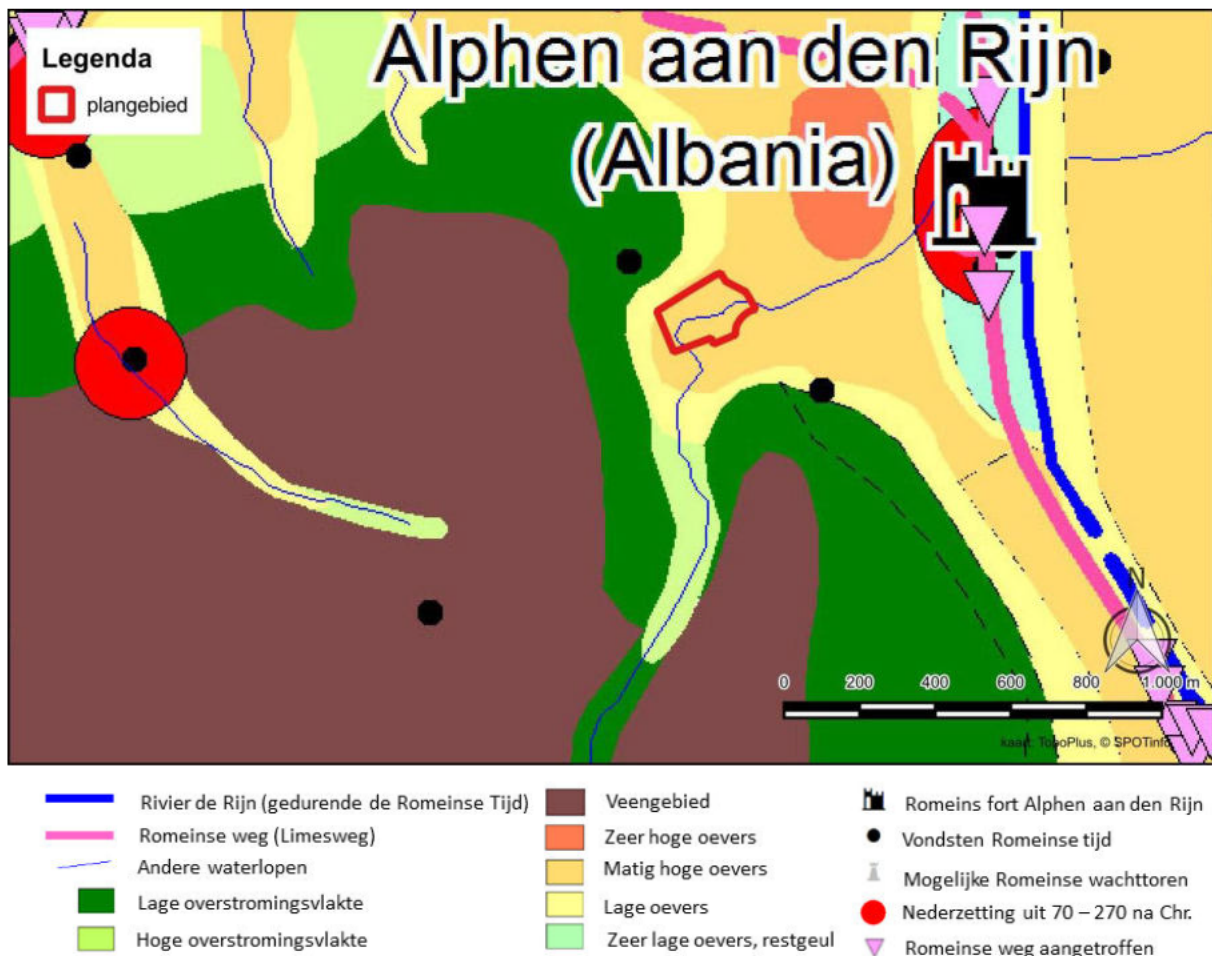 Legenda
plangebied
Alphen aan den Rijn
(Albania)
N
0 200 400 600 800 1.000 m
kaart: TopoPlus, © SPOTinfo
Rivier de Rijn (gedurende de Romeinse Tijd)
Romeinse weg (Limesweg)
Andere waterlopen
Lage overstromingsvlakte
Hoge overstromingsvlakte
Veengebied
Zeer hoge oevers
Matig hoge oevers
Lage oevers
Zeer lage oevers, restgeul
Romeins fort Alphen aan den Rijn
Vondsten Romeinse tijd
Mogelijke Romeinse wachttoren
Nederzetting uit 70 – 270 na Chr.
Romeinse weg aangetroffen